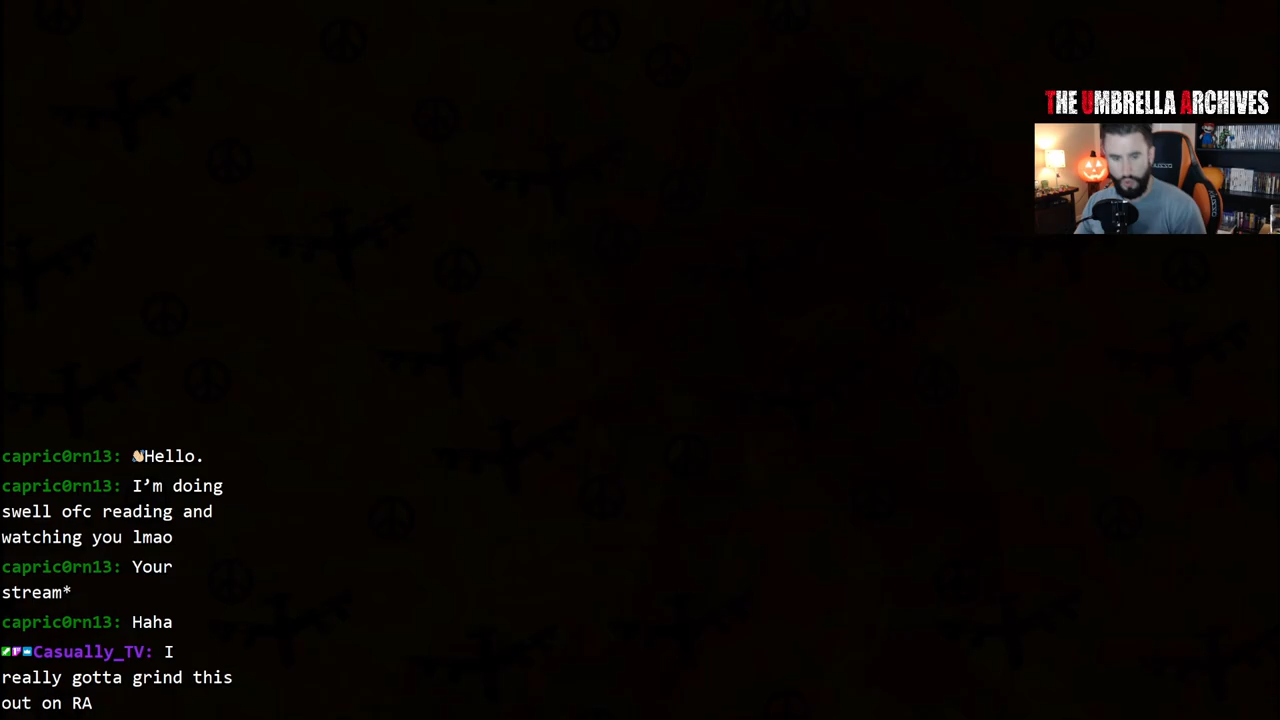 THE UMBRELLA ARCHIVES
capric0rn13: 👋Hello.
capric0rn13: I’m doing
swell ofc reading and
watching you lmao
capric0rn13: Your
stream*
capric0rn13: Haha
Casually_TV: I
really gotta grind this
out on RA